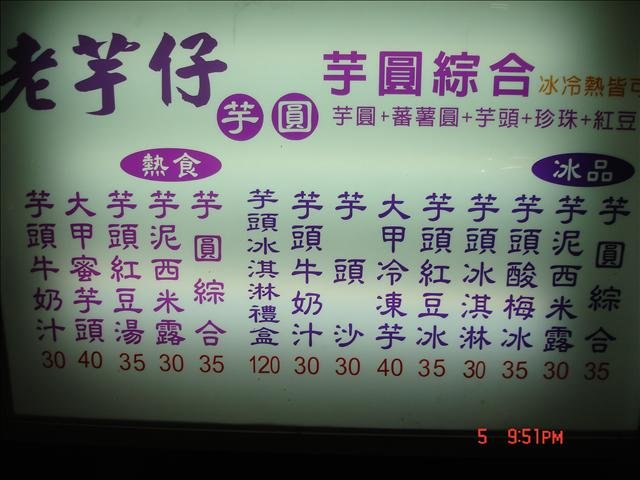 老芋仔
芋圓
芋圓綜合
冰冷熱皆可
芋圓+蕃薯圓+芋頭+珍珠+紅豆
冰品
芋圓綜合 35
芋泥西米露 30
芋頭酸梅冰 35
芋頭冰淇淋 30
芋頭紅豆冰 35
大甲冷凍芋 40
芋頭沙 30
芋頭牛奶汁 30
芋頭冰淇淋禮盒 120
熱食
芋圓綜合 35
芋泥西米露 30
芋頭紅豆湯 35
大甲蜜芋頭 40
芋頭牛奶汁 30
5 9:51PM